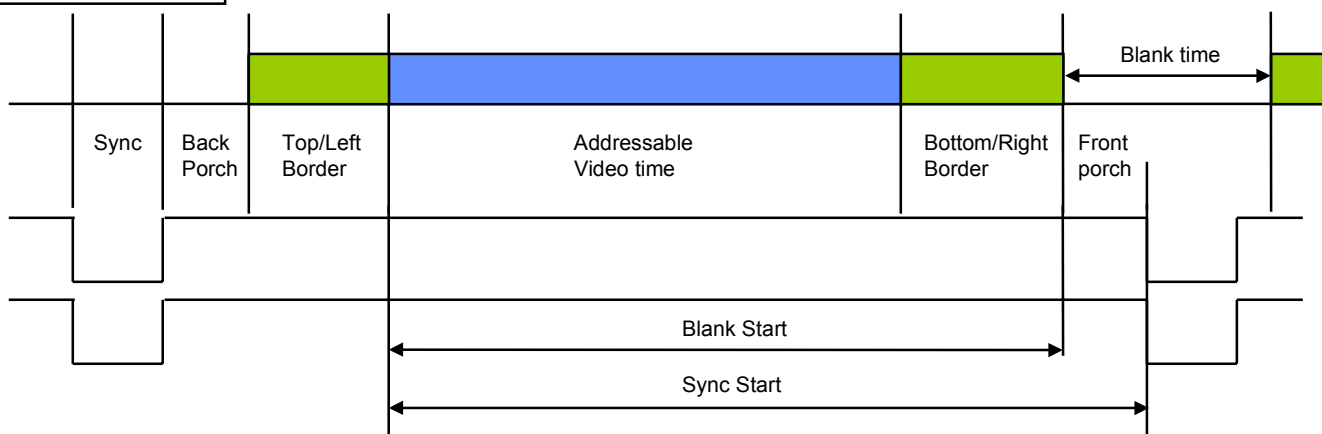 Blank time
Sync
Back
Porch
Top/Left
Border
Addressable
Video time
Bottom/Right
Border
Front
porch
Blank Start
Sync Start